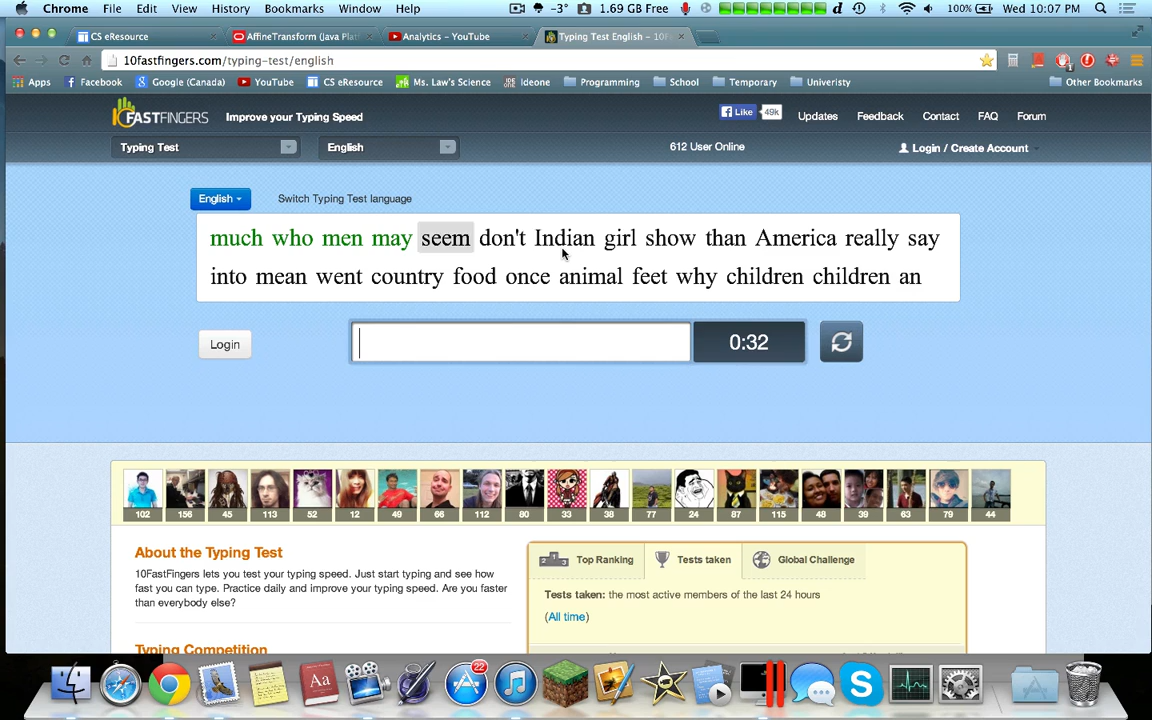 Chrome File Edit View History Bookmarks Window Help -3° 1.69 GB Free d 100% Wed 10:07 PM
CS eResource AffineTransform (Java Plat Analytics - YouTube Typing Test English - 10
10fastfingers.com/typing-test/english
Apps Facebook Google (Canada) YouTube CS eResource Ms. Law's Science Ideone Programming School Temporary Univeristy Other Bookmarks
10FASTFINGERS Improve your Typing Speed Like 49k Updates Feedback Contact FAQ Forum
Typing Test English 612 User Online Login / Create Account
English Switch Typing Test language
much who men may seem don't Indian girl show than America really say
into mean went country food once animal feet why children children an
Login 0:32
102 156 45 113 52 12 49 66 112 80 33 38 77 24 87 115 48 39 63 79 44
About the Typing Test Top Ranking Tests taken Global Challenge
10FastFingers lets you test your typing speed. Just start typing and see how
fast you can type. Practice daily and improve your typing speed. Are you faster
than everybody else?
Tests taken: the most active members of the last 24 hours
(All time)
Typing Competition
Aa 22